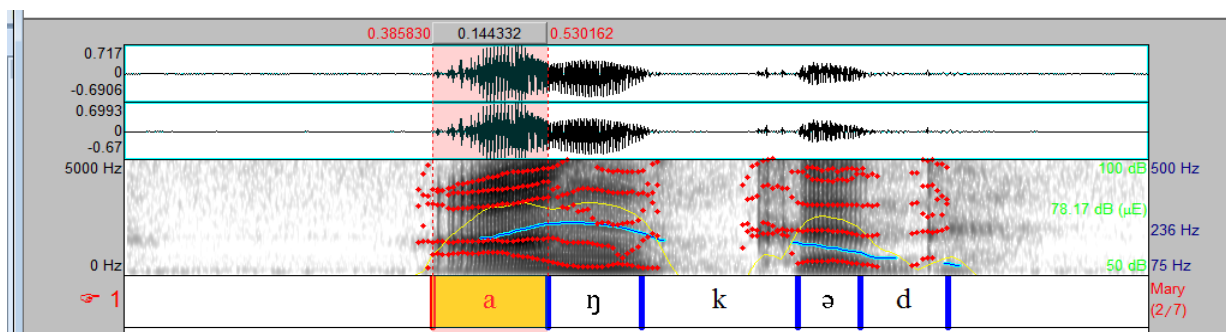 0.385830 0.144332 0.530162
0.717
0
-0.6906
0.6993
0
-0.67
5000 Hz 100 dB 500 Hz
78.17 dB (µE)
236 Hz
0 Hz 50 dB 75 Hz
☞ 1 a ŋ k ə d Mary
(2/7)